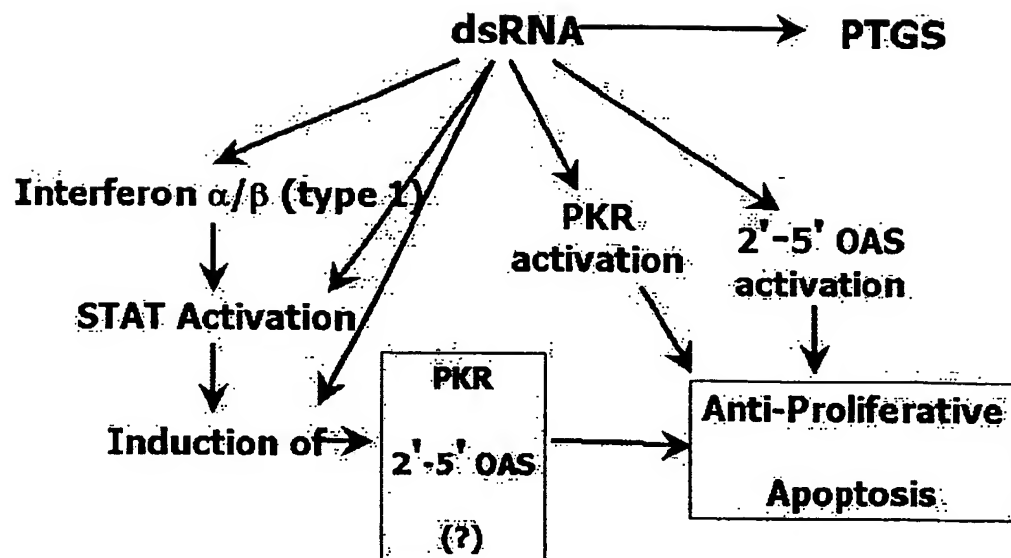 dsRNA
PTGS
Interferon α/β (type 1)
PKR
activation
2'-5' OAS
activation
STAT Activation
Induction of
PKR
2'-5' OAS
(?)
Anti-Proliferative
Apoptosis